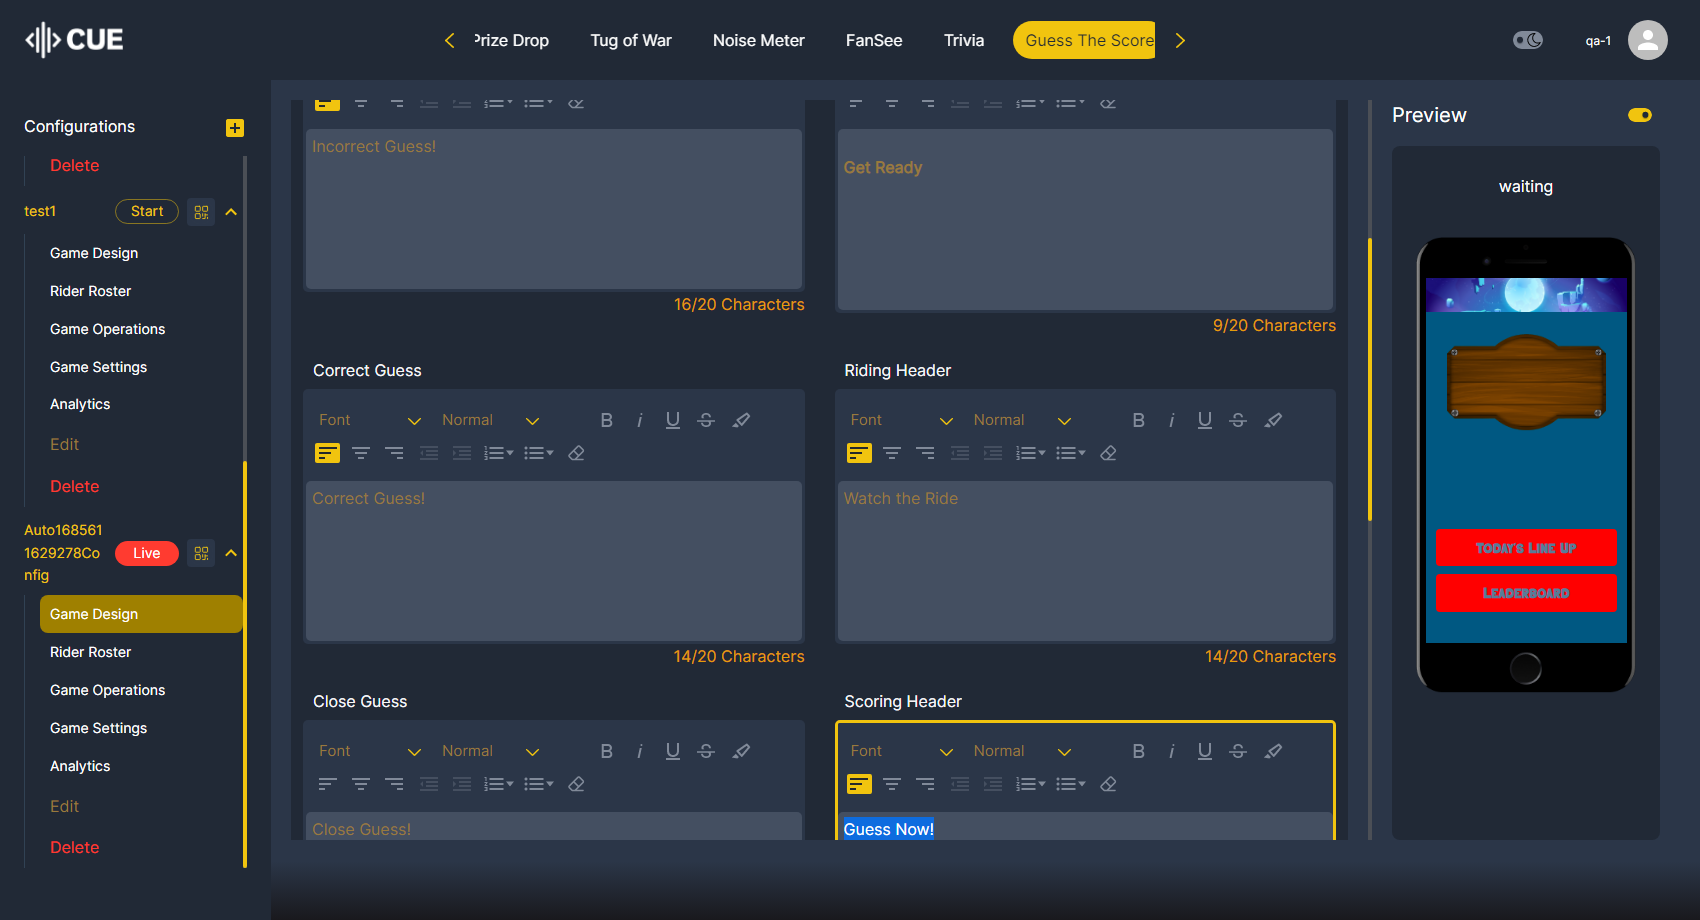 CUE
Prize Drop
Tug of War
Noise Meter
FanSee
Trivia
Guess The Score
qa-1
Configurations
Delete
test1
Start
Game Design
Rider Roster
Game Operations
Game Settings
Analytics
Edit
Delete
Auto168561
1629278Co
nfig
Live
Game Design
Rider Roster
Game Operations
Game Settings
Analytics
Edit
Delete
Incorrect Guess!
16/20 Characters
Get Ready
9/20 Characters
Correct Guess
Font
Normal
B i U S
Correct Guess!
14/20 Characters
Riding Header
Font
Normal
B i U S
Watch the Ride
14/20 Characters
Close Guess
Font
Normal
B i U S
Close Guess!
Scoring Header
Font
Normal
B i U S
Guess Now!
Preview
waiting
Today's Line Up
Leaderboard